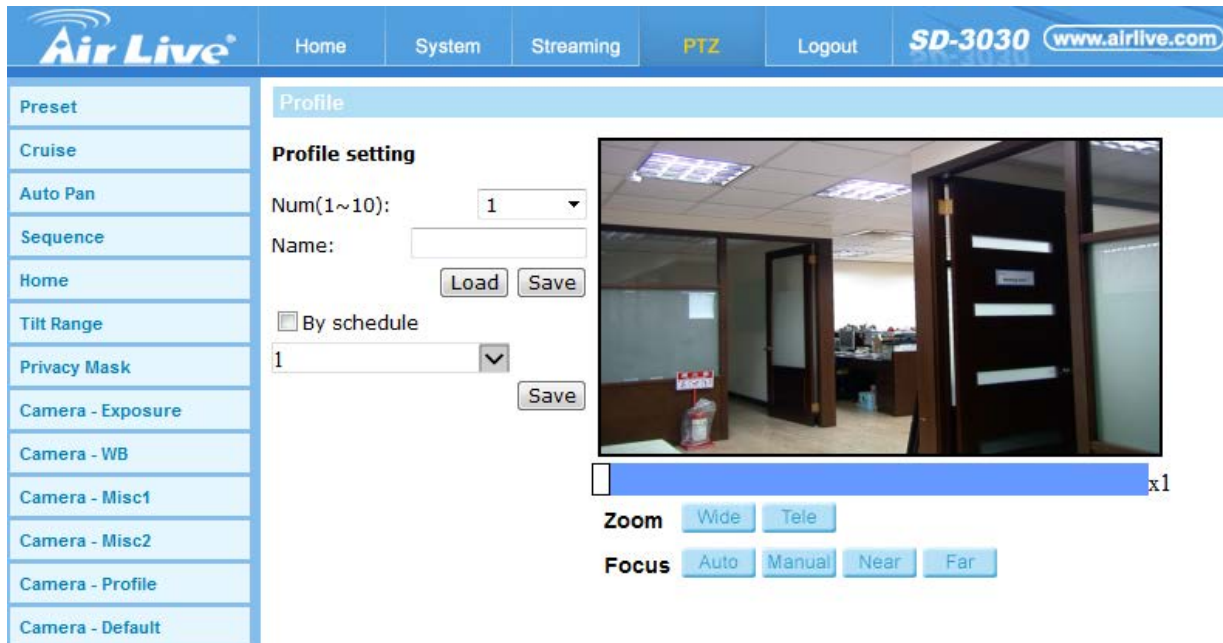 Air Live®
Home
System
Streaming
PTZ
Logout
SD-3030
www.airlive.com
Preset
Cruise
Auto Pan
Sequence
Home
Tilt Range
Privacy Mask
Camera - Exposure
Camera - WB
Camera - Misc1
Camera - Misc2
Camera - Profile
Camera - Default
Profile
Profile setting
Num(1~10): 1
Name:
Load Save
By schedule
1
Save
x1
Zoom Wide Tele
Focus Auto Manual Near Far